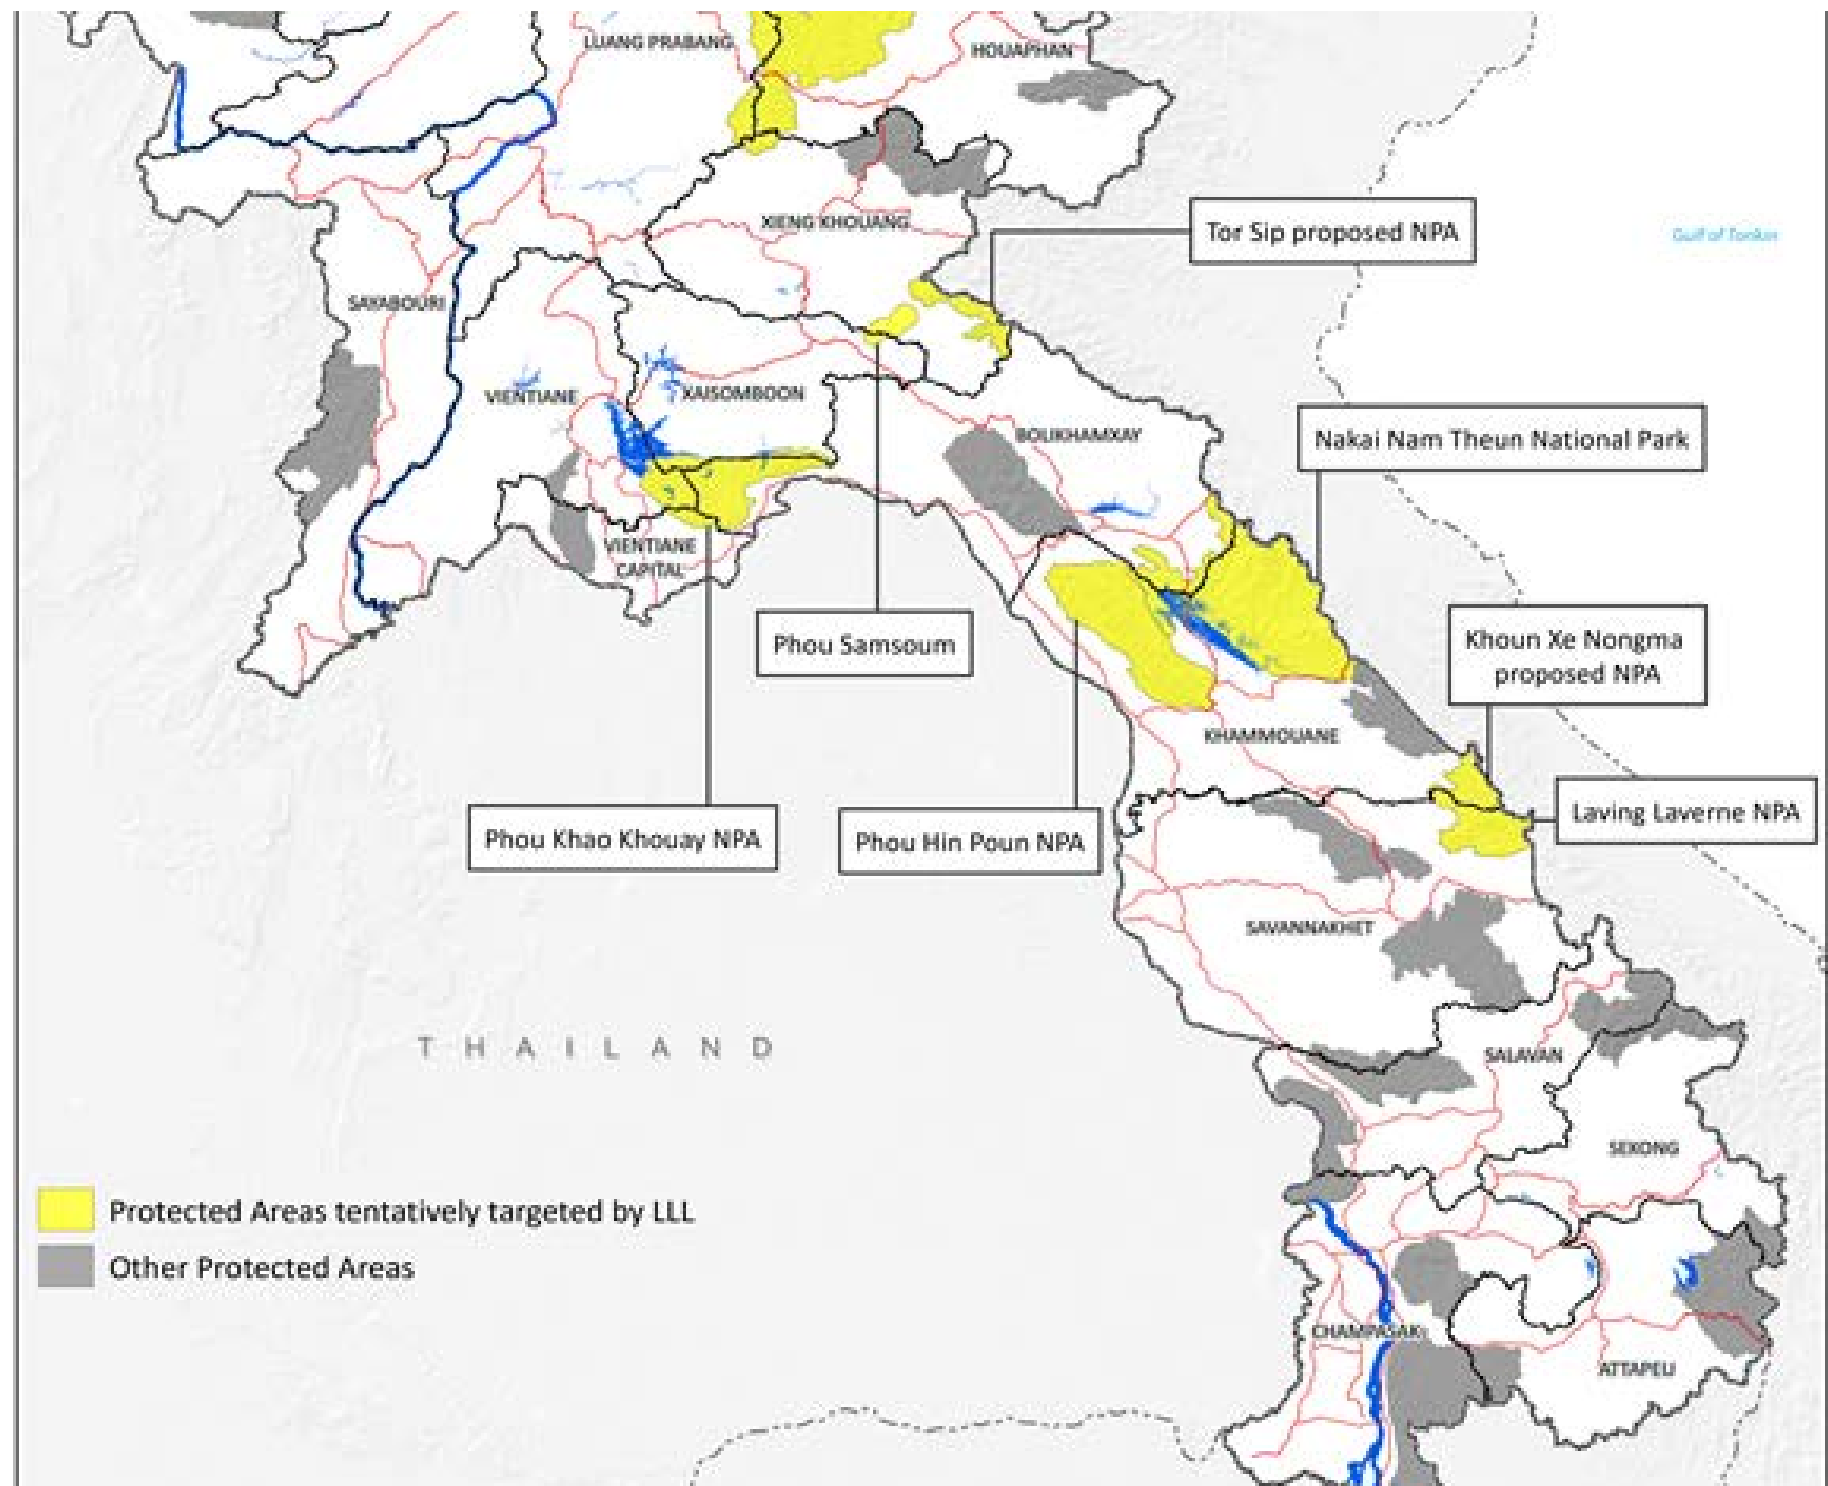 LUANG PRABANG
HOUAPHAN
XIENG KHOUANG
Tor Sip proposed NPA
Gulf of Tonkin
SAYABOURI
VIENTIANE
XAISOMBOON
BOLIKHAMXAY
Nakai Nam Theun National Park
VIENTIANE
CAPITAL
Phou Samsoum
Khoun Xe Nongma
proposed NPA
KHAMMOUANE
Laving Laverne NPA
Phou Khao Khouay NPA
Phou Hin Poun NPA
SAVANNAKHET
THAILAND
SALAVAN
SEKONG
Protected Areas tentatively targeted by LLL
Other Protected Areas
CHAMPASAK
ATTAPEU